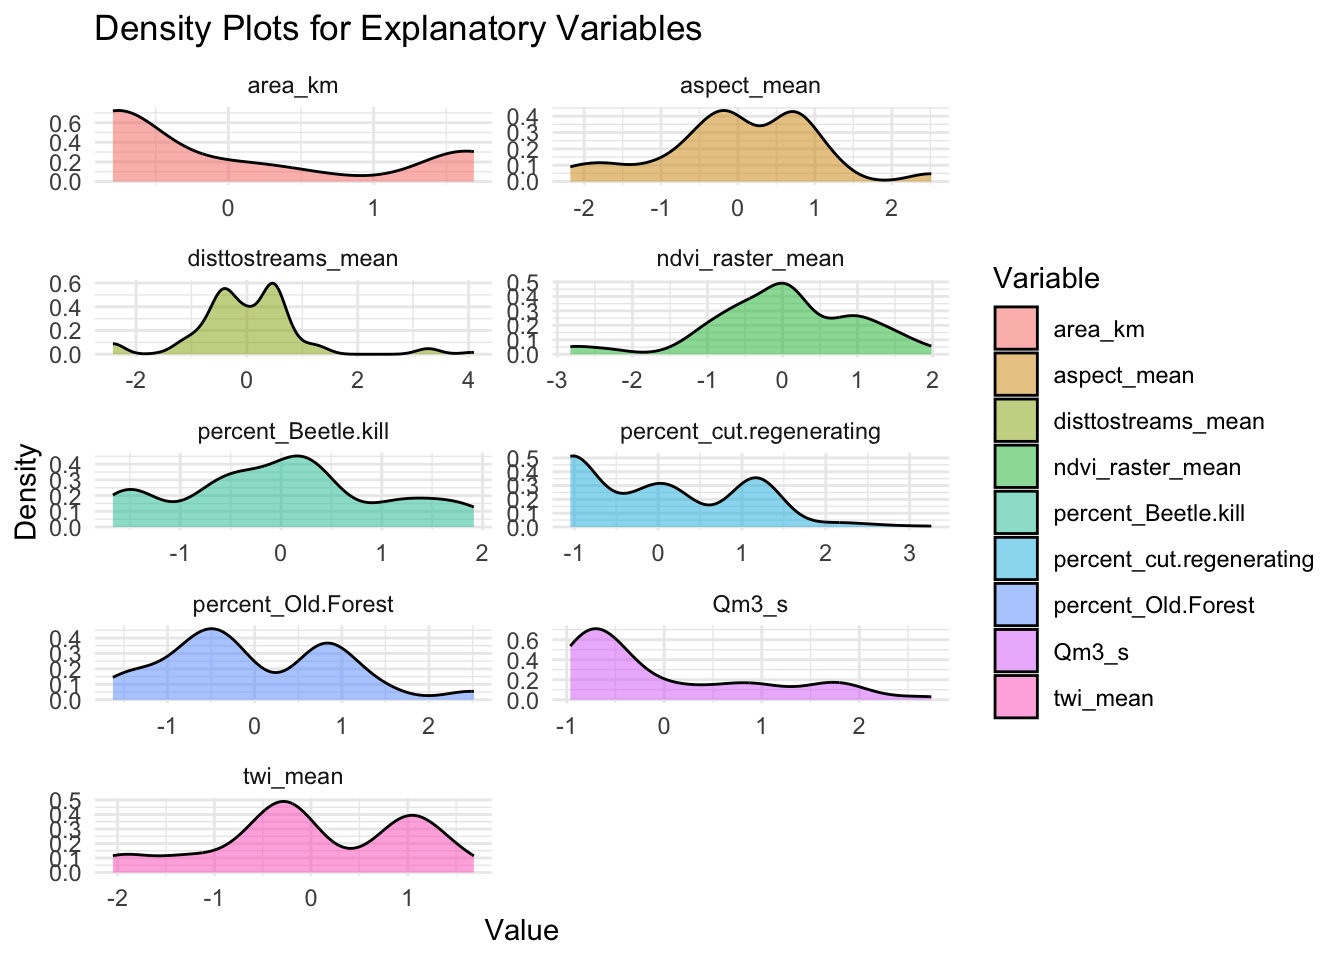 Density Plots for Explanatory Variables
area_km
0.6
0.4
0.2
0.0
0 1
aspect_mean
0.4
0.3
0.2
0.1
0.0
-2 -1 0 1 2
disttostreams_mean
0.6
0.4
0.2
0.0
-2 0 2 4
ndvi_raster_mean
0.5
0.4
0.3
0.2
0.1
0.0
-3 -2 -1 0 1 2
percent_Beetle.kill
0.4
0.3
0.2
0.1
0.0
-1 0 1 2
percent_cut.regenerating
0.5
0.4
0.3
0.2
0.1
0.0
-1 0 1 2 3
percent_Old.Forest
0.4
0.3
0.2
0.1
0.0
-1 0 1 2
Qm3_s
0.6
0.4
0.2
0.0
-1 0 1 2
twi_mean
0.5
0.4
0.3
0.2
0.1
0.0
-2 -1 0 1
Density
Value
Variable
area_km
aspect_mean
disttostreams_mean
ndvi_raster_mean
percent_Beetle.kill
percent_cut.regenerating
percent_Old.Forest
Qm3_s
twi_mean